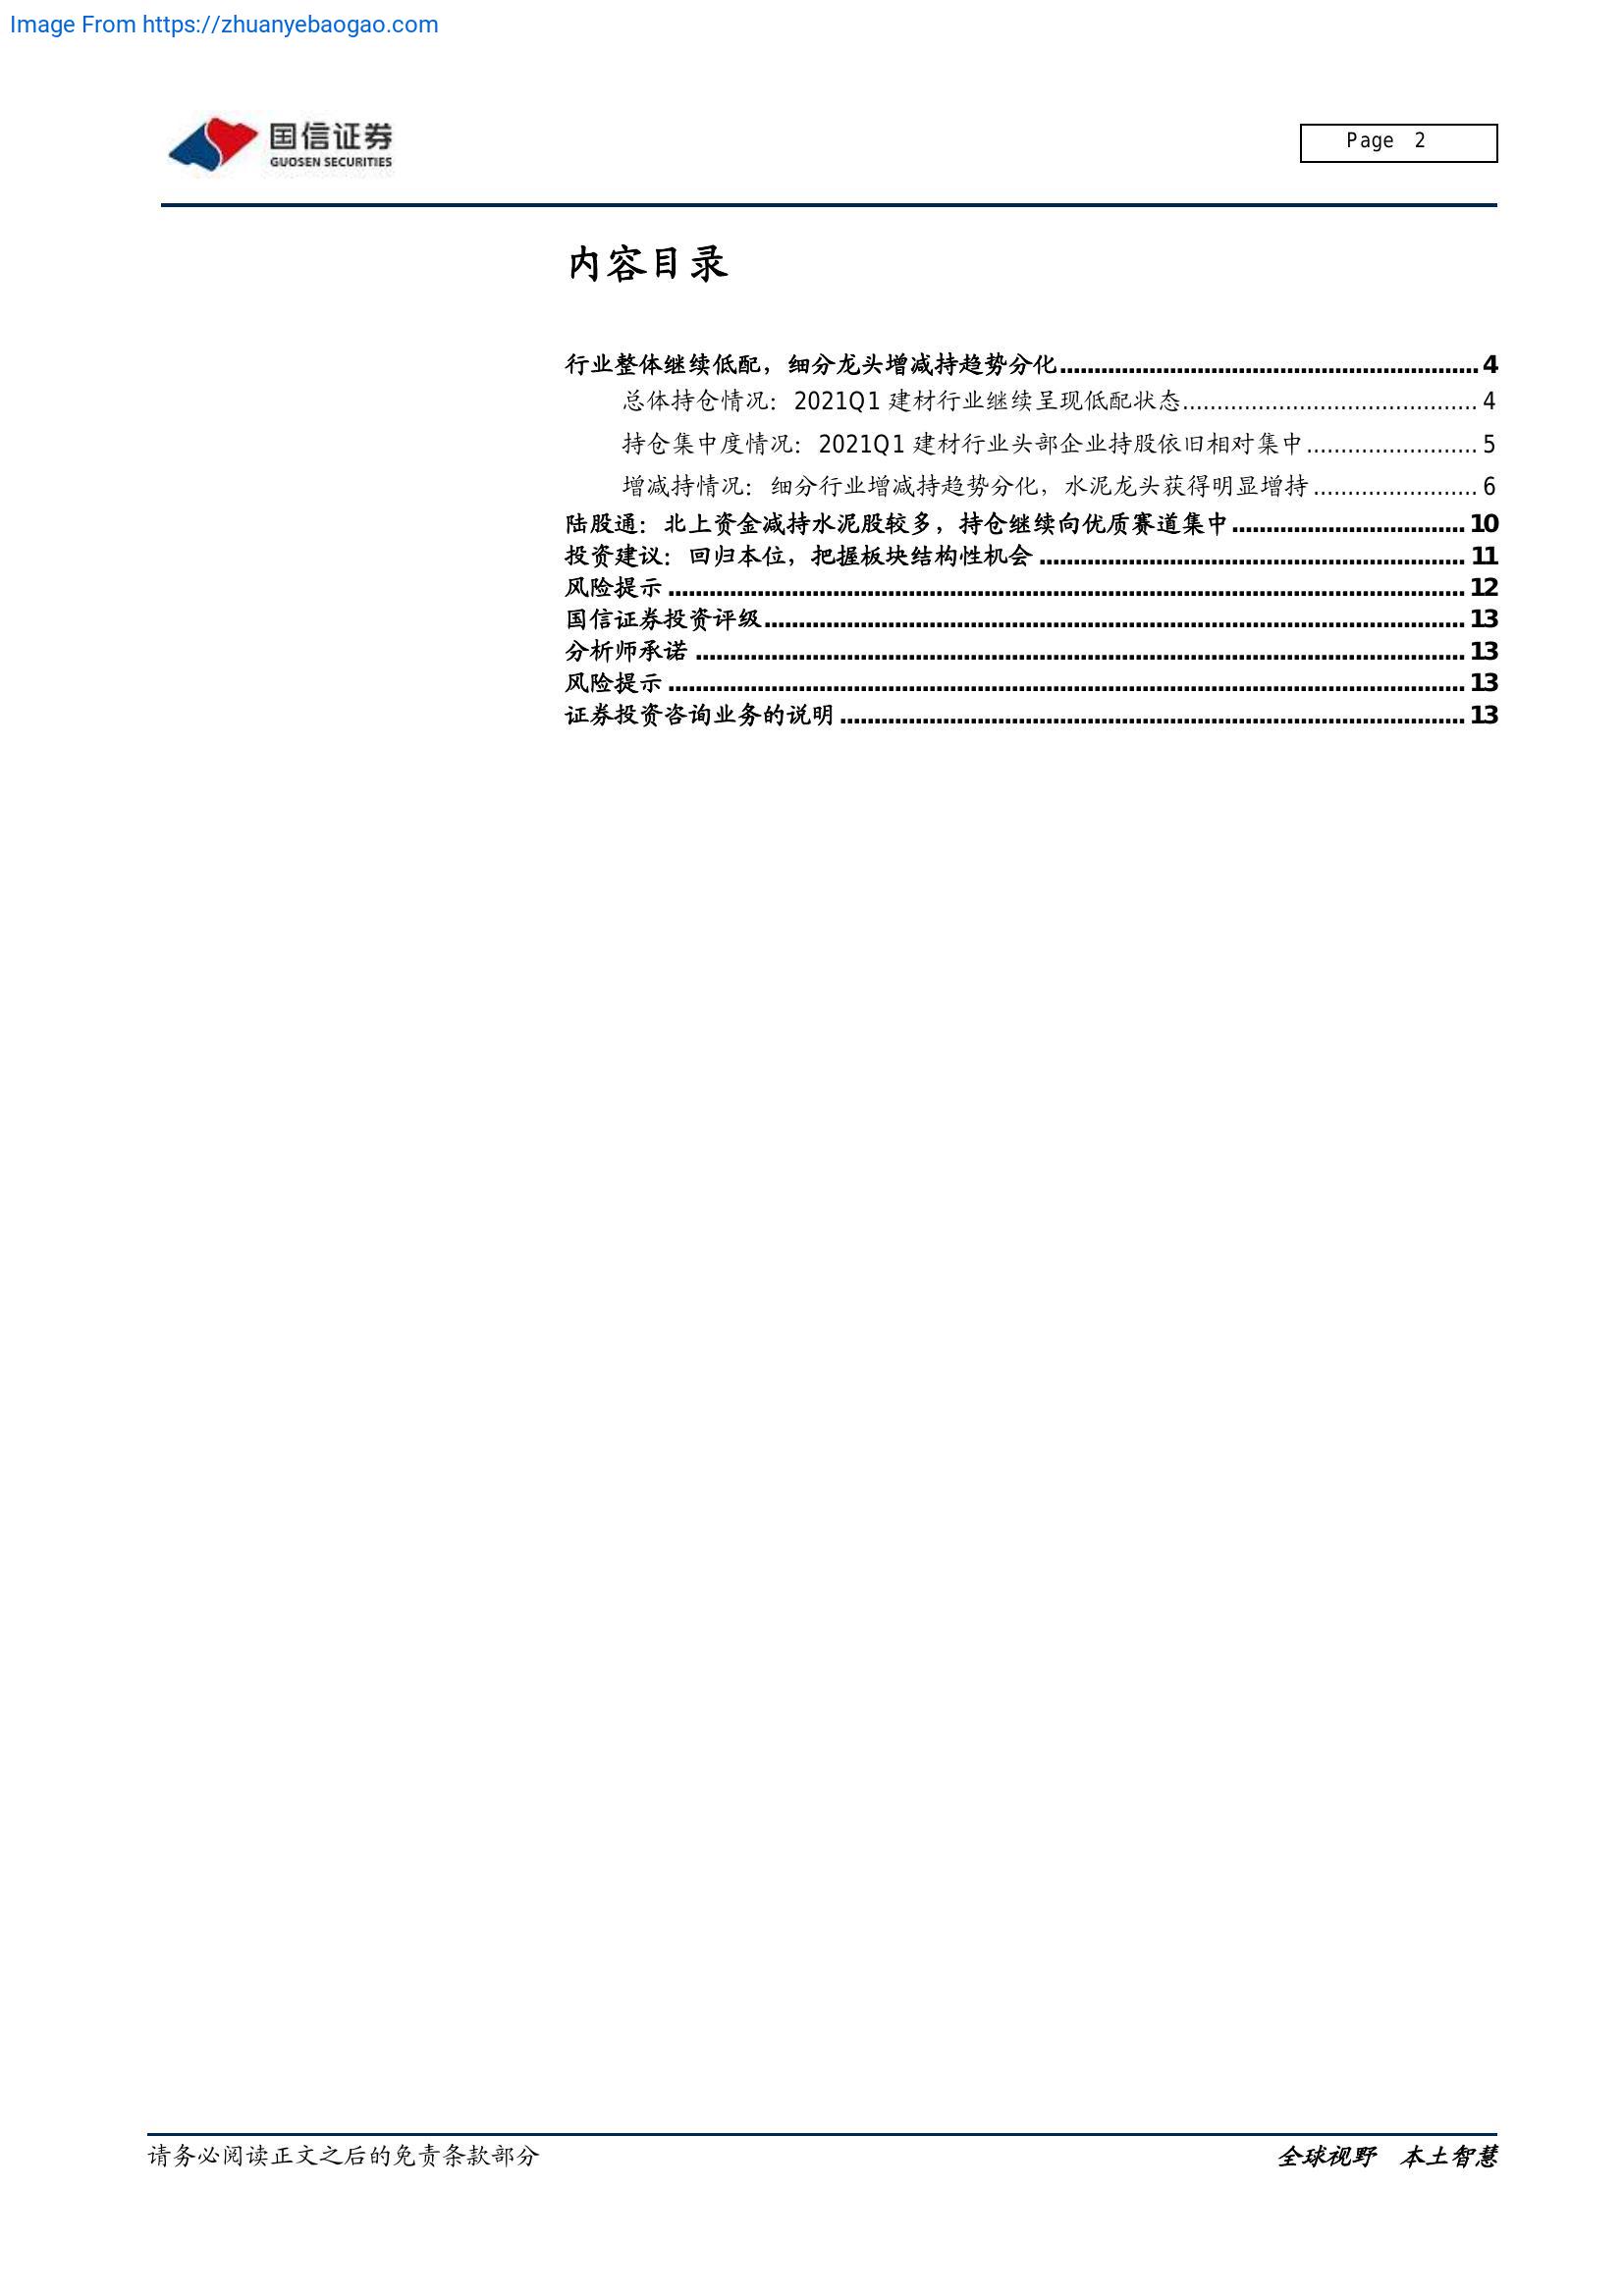 Image From https://zhuanyebaogao.com
国信证券
GUOSEN SECURITIES
Page 2
内容目录
行业整体继续低配，细分龙头增减持趋势分化.............................................................4
总体持仓情况：2021Q1 建材行业继续呈现低配状态...........................................4
持仓集中度情况：2021Q1 建材行业头部企业持股依旧相对集中.........................5
增减持情况：细分行业增减持趋势分化，水泥龙头获得明显增持........................6
陆股通：北上资金减持水泥股较多，持仓继续向优质赛道集中..................................10
投资建议：回归本位，把握板块结构性机会..............................................................11
风险提示....................................................................................................................12
国信证券投资评级......................................................................................................13
分析师承诺................................................................................................................13
风险提示....................................................................................................................13
证券投资咨询业务的说明...........................................................................................13
请务必阅读正文之后的免责条款部分
全球视野 本土智慧